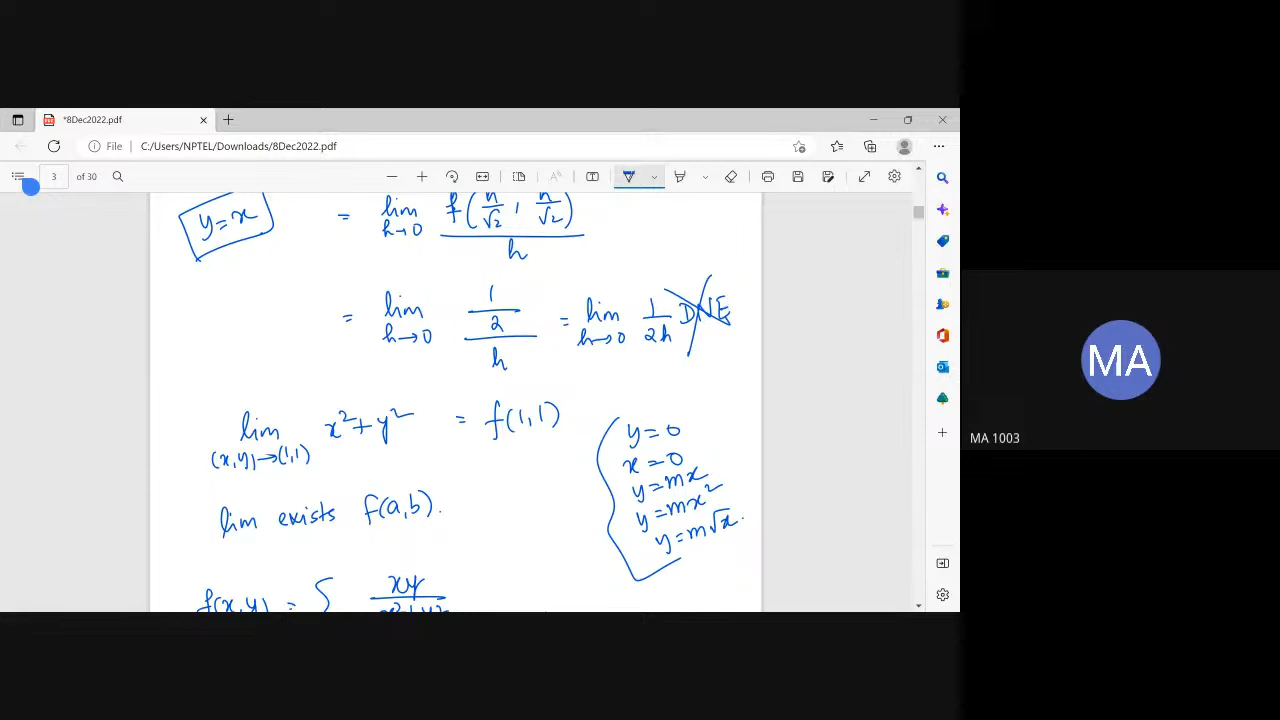 *8Dec2022.pdf
File C:/Users/NPTEL/Downloads/8Dec2022.pdf
3 of 30
y=x = lim h→0 f(h/√2, h/√2) / h
= lim h→0 (1/2)/h = lim h→0 1/2h DNE
lim (x,y)→(1,1) x²+y² = f(1,1)
lim exists f(a,b).
y=0
x=0
y=mx
y=mx²
y=m√x.
f(x,y) = { xy / x²+y²
MA
MA 1003